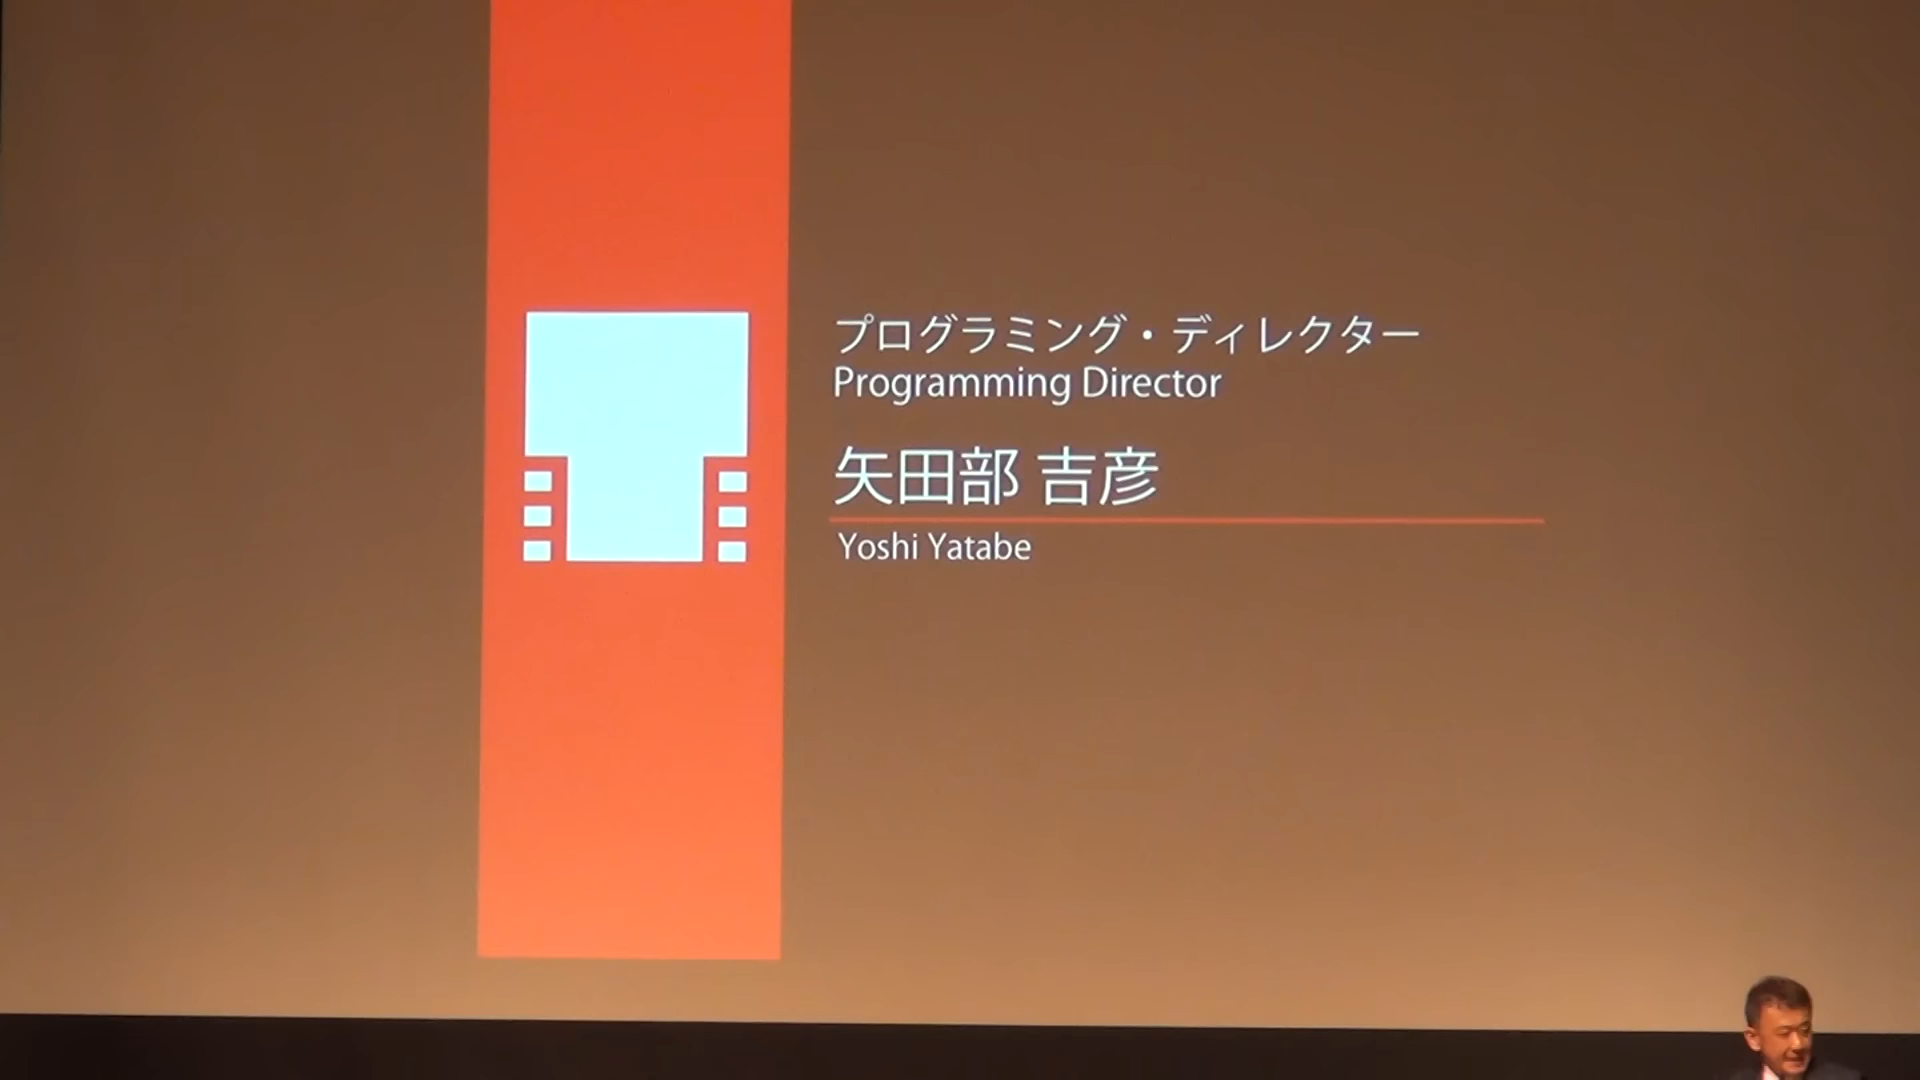 プログラミング・ディレクター
Programming Director
矢田部 吉彦
Yoshi Yatabe